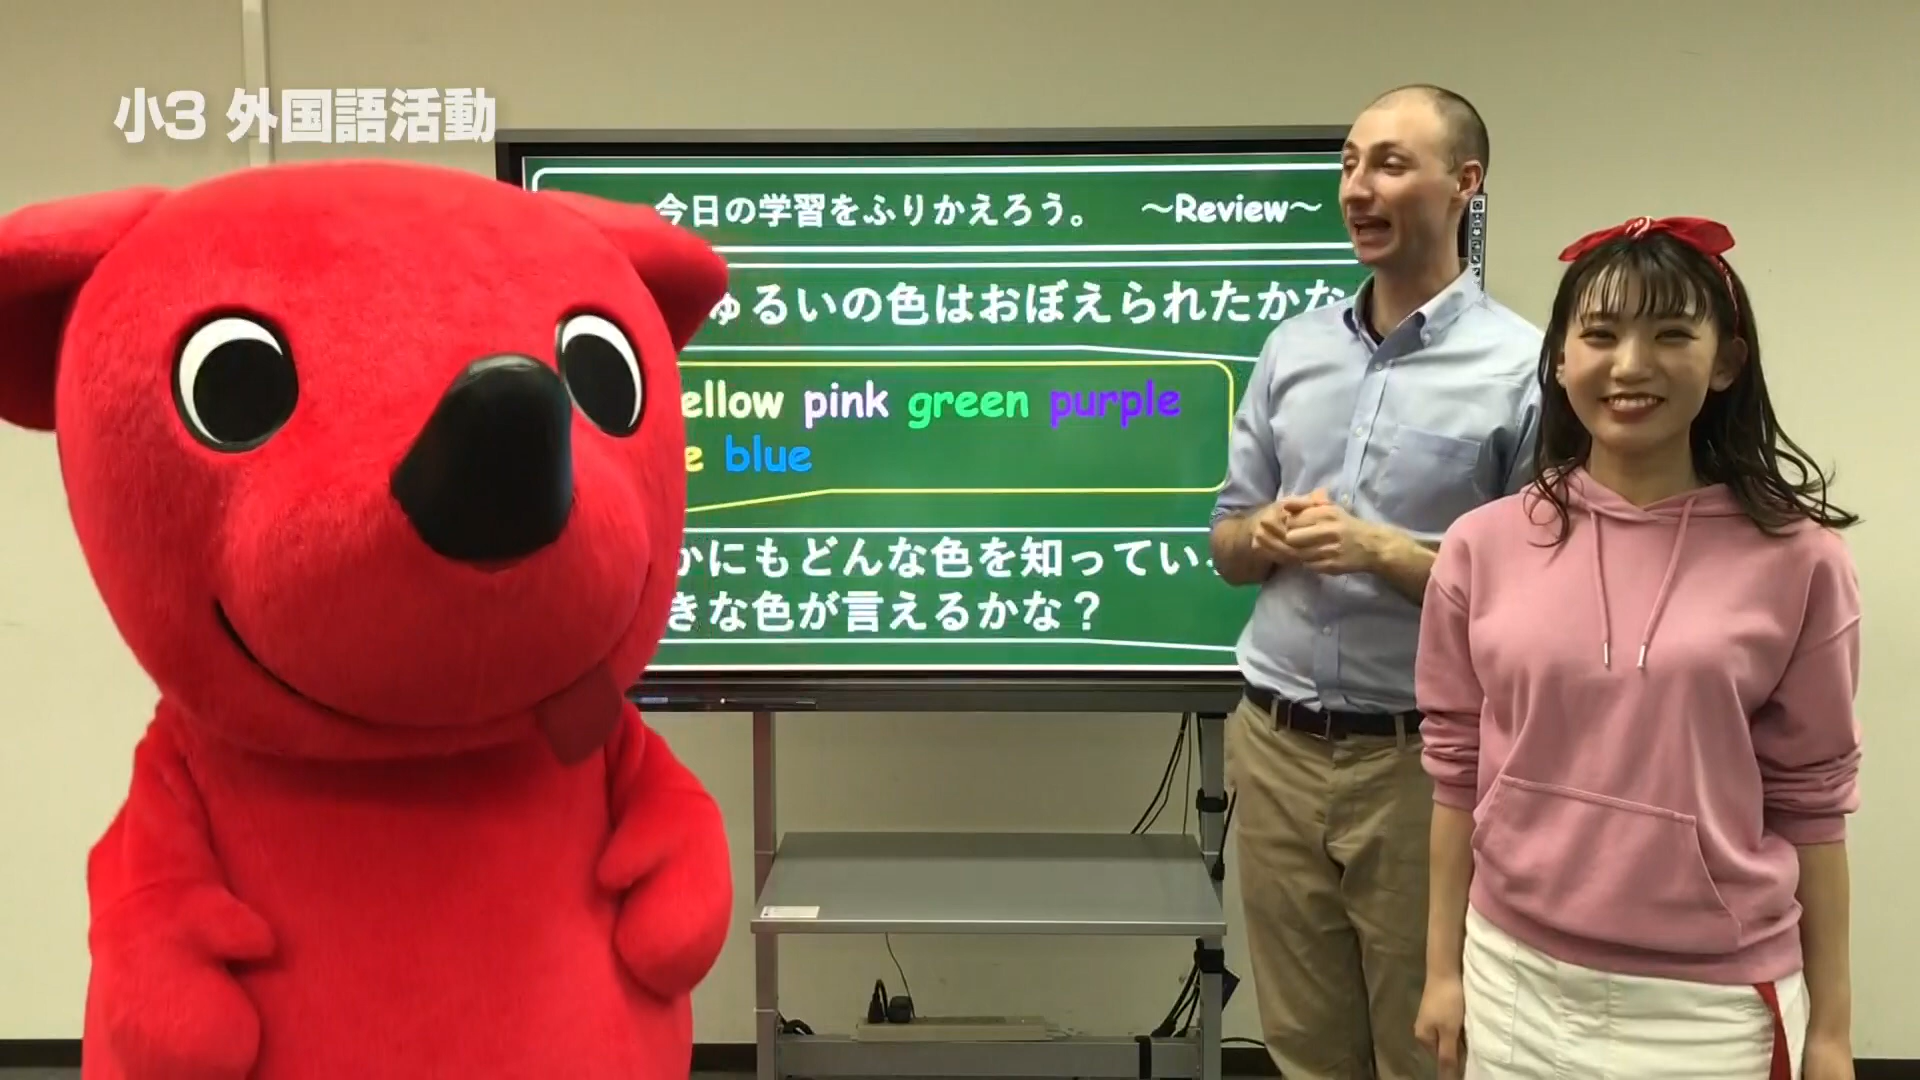 小3 外国語活動
今日の学習をふりかえろう。 ～Review～
ゅるいの色はおぼえられたかな
ellow pink green purple
e blue
かにもどんな色を知ってい
きな色が言えるかな？